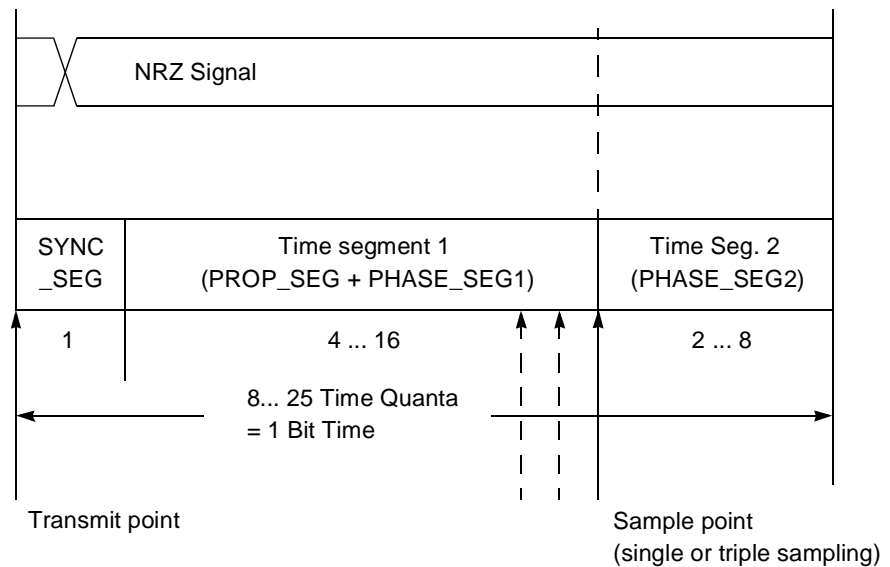 NRZ Signal
SYNC
_SEG
Time segment 1
(PROP_SEG + PHASE_SEG1)
Time Seg. 2
(PHASE_SEG2)
1
4 ... 16
2 ... 8
8... 25 Time Quanta
= 1 Bit Time
Transmit point
Sample point
(single or triple sampling)